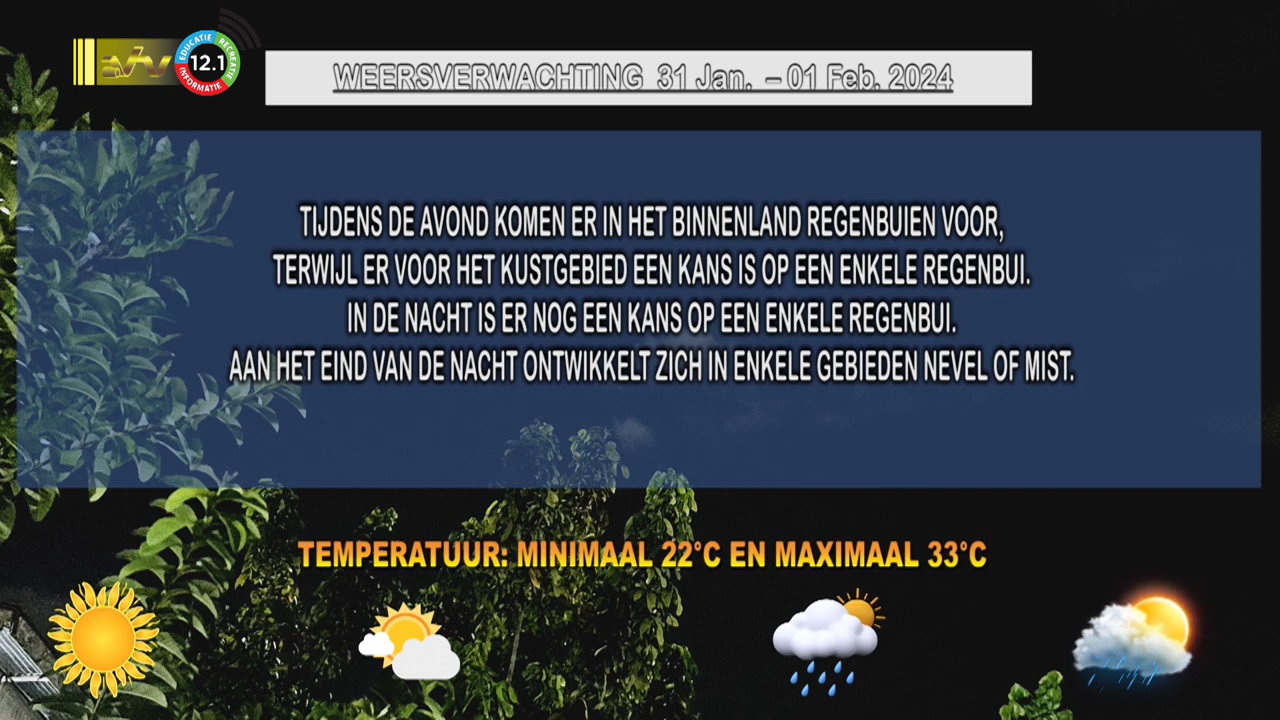 EDUCATIE
RECREATIE
INFORMATIE
12.1
WEERSVERWACHTING 31 Jan. – 01 Feb. 2024
TIJDENS DE AVOND KOMEN ER IN HET BINNENLAND REGENBUIEN VOOR,
TERWIJL ER VOOR HET KUSTGEBIED EEN KANS IS OP EEN ENKELE REGENBUI.
IN DE NACHT IS ER NOG EEN KANS OP EEN ENKELE REGENBUI.
AAN HET EIND VAN DE NACHT ONTWIKKELT ZICH IN ENKELE GEBIEDEN NEVEL OF MIST.
TEMPERATUUR: MINIMAAL 22°C EN MAXIMAAL 33°C